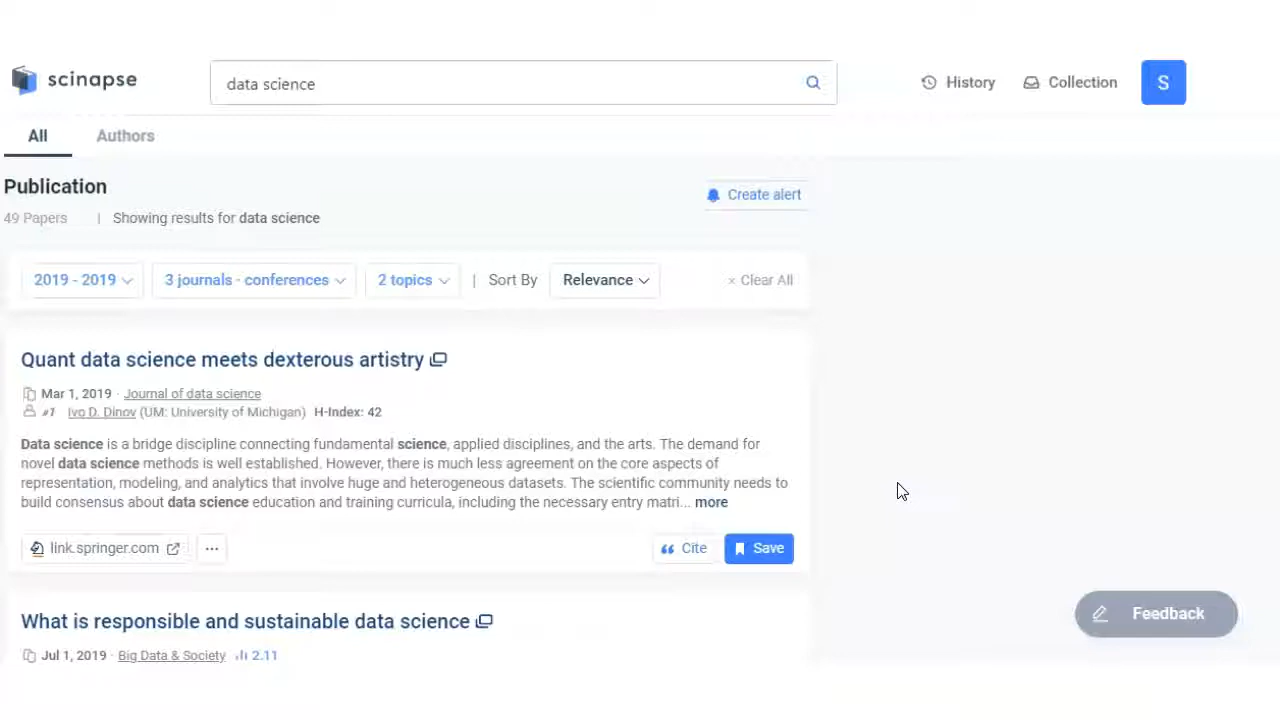 scinapse
data science
History
Collection
S
All
Authors
Publication
49 Papers | Showing results for data science
Create alert
2019 - 2019
3 journals - conferences
2 topics
| Sort By
Relevance
× Clear All
Quant data science meets dexterous artistry
Mar 1, 2019 · Journal of data science
#1 Ivo D. Dinov (UM: University of Michigan) H-Index: 42
Data science is a bridge discipline connecting fundamental science, applied disciplines, and the arts. The demand for
novel data science methods is well established. However, there is much less agreement on the core aspects of
representation, modeling, and analytics that involve huge and heterogeneous datasets. The scientific community needs to
build consensus about data science education and training curricula, including the necessary entry matri... more
link.springer.com
...
Cite
Save
What is responsible and sustainable data science
Jul 1, 2019 · Big Data & Society 2.11
Feedback